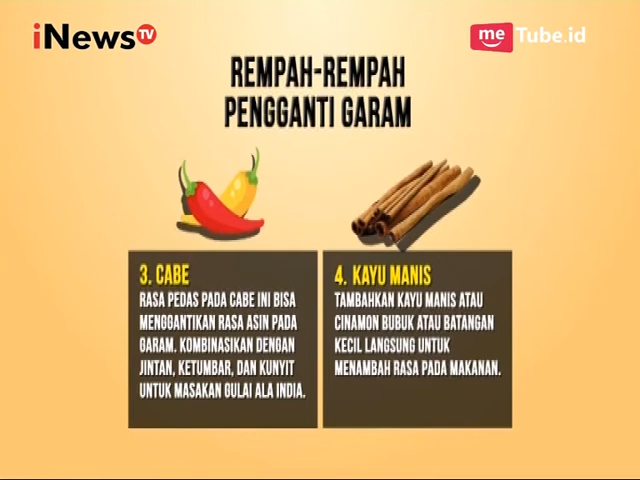 iNews TV
me Tube.id
REMPAH-REMPAH
PENGGANTI GARAM
3. CABE
RASA PEDAS PADA CABE INI BISA
MENGGANTIKAN RASA ASIN PADA
GARAM. KOMBINASIKAN DENGAN
JINTAN, KETUMBAR, DAN KUNYIT
UNTUK MASAKAN GULAI ALA INDIA.
4. KAYU MANIS
TAMBAHKAN KAYU MANIS ATAU
CINAMON BUBUK ATAU BATANGAN
KECIL LANGSUNG UNTUK
MENAMBAH RASA PADA MAKANAN.